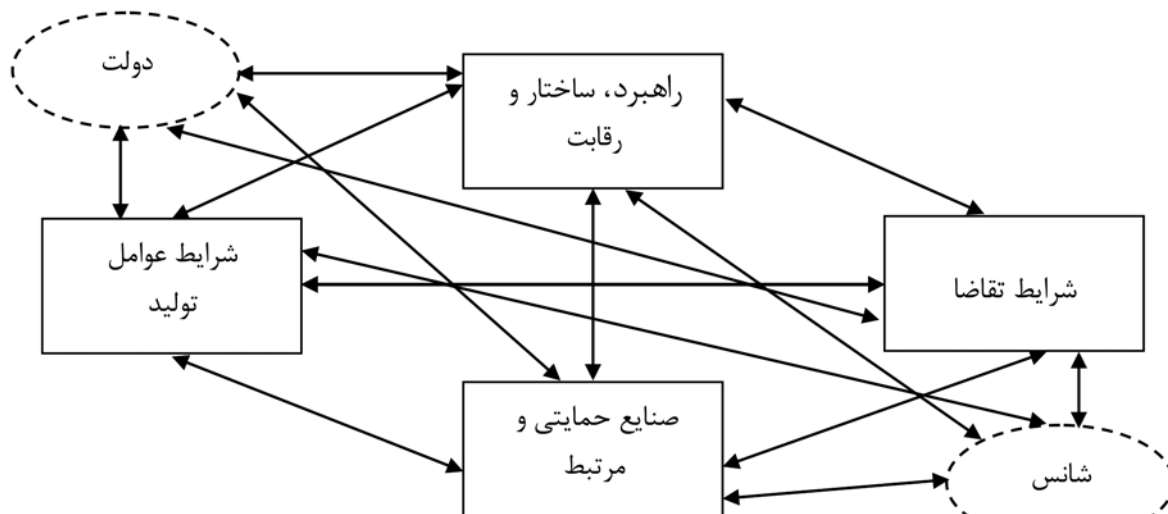 دولت
راهبرد، ساختار و
رقابت
شرایط عوامل
تولید
شرایط تقاضا
صنایع حمایتی و
مرتبط
شانس